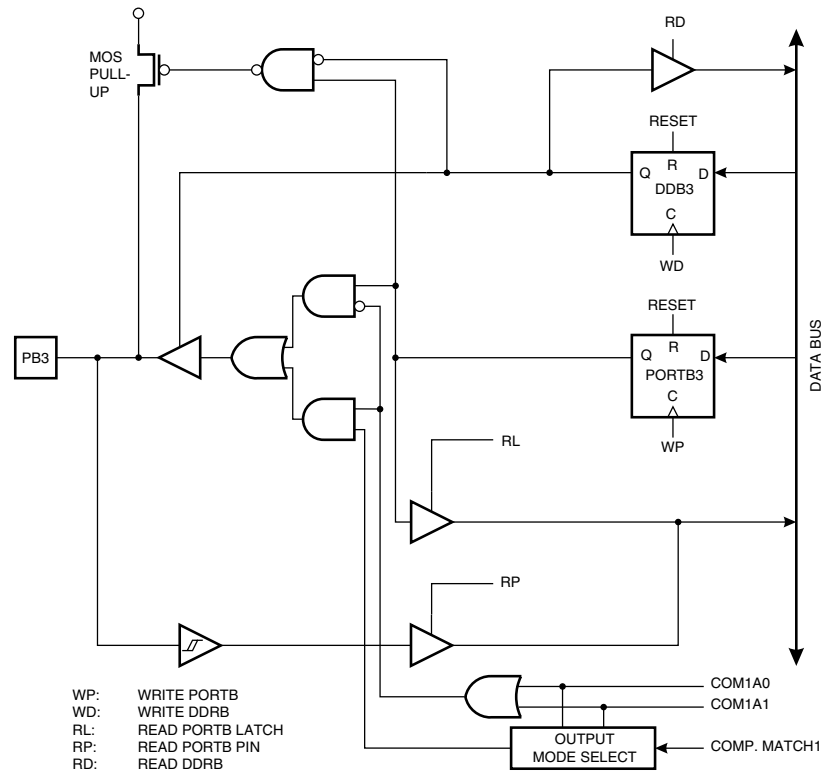 RD
MOS
PULL-
UP
RESET
R
Q
D
DDB3
C
WD
RESET
R
Q
D
PORTB3
C
WP
PB3
DATA BUS
RL
RP
COM1A0
COM1A1
OUTPUT
MODE SELECT
COMP. MATCH1
WP: WRITE PORTB
WD: WRITE DDRB
RL: READ PORTB LATCH
RP: READ PORTB PIN
RD: READ DDRB